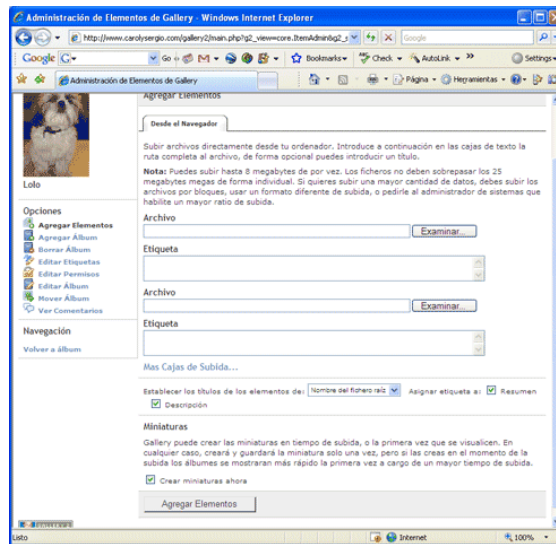 Administración de Elementos de Gallery - Windows Internet Explorer
http://www.carolysergio.com/gallery2/main.php?g2_view=core.ItemAdmin&g2_s
Google
Google
Go
Bookmarks
Check
AutoLink
Settings
Administración de Elementos de Gallery
Página
Herramientas
Agregar Elementos
Desde el Navegador
Subir archivos directamente desde tu ordenador. Introduce a continuación en las cajas de texto la
ruta completa al archivo, de forma opcional puedes introducir un título.
Nota: Puedes subir hasta 8 megabytes de por vez. Los ficheros no deben sobrepasar los 25
megabytes megas de forma individual. Si quieres subir una mayor cantidad de datos, debes subir los
archivos por bloques, usar un formato diferente de subida, o pedirle al administrador de sistemas que
habilite un mayor ratio de subida.
Lolo
Opciones
Agregar Elementos
Agregar Álbum
Borrar Álbum
Editar Etiquetas
Editar Permisos
Editar Álbum
Mover Álbum
Ver Comentarios
Navegación
Volver a álbum
Archivo
Examinar...
Etiqueta
Archivo
Examinar...
Etiqueta
Mas Cajas de Subida...
Establecer los títulos de los elementos de: Nombre del fichero raíz Asignar etiqueta a: Resumen
Descripción
Miniaturas
Gallery puede crear las miniaturas en tiempo de subida, o la primera vez que se visualicen. En
cualquier caso, creará y guardará la miniatura solo una vez, pero si las creas en el momento de la
subida los álbumes se mostraran más rápido la primera vez a cargo de un mayor tiempo de subida.
Crear miniaturas ahora
Agregar Elementos
Listo
Internet
100%